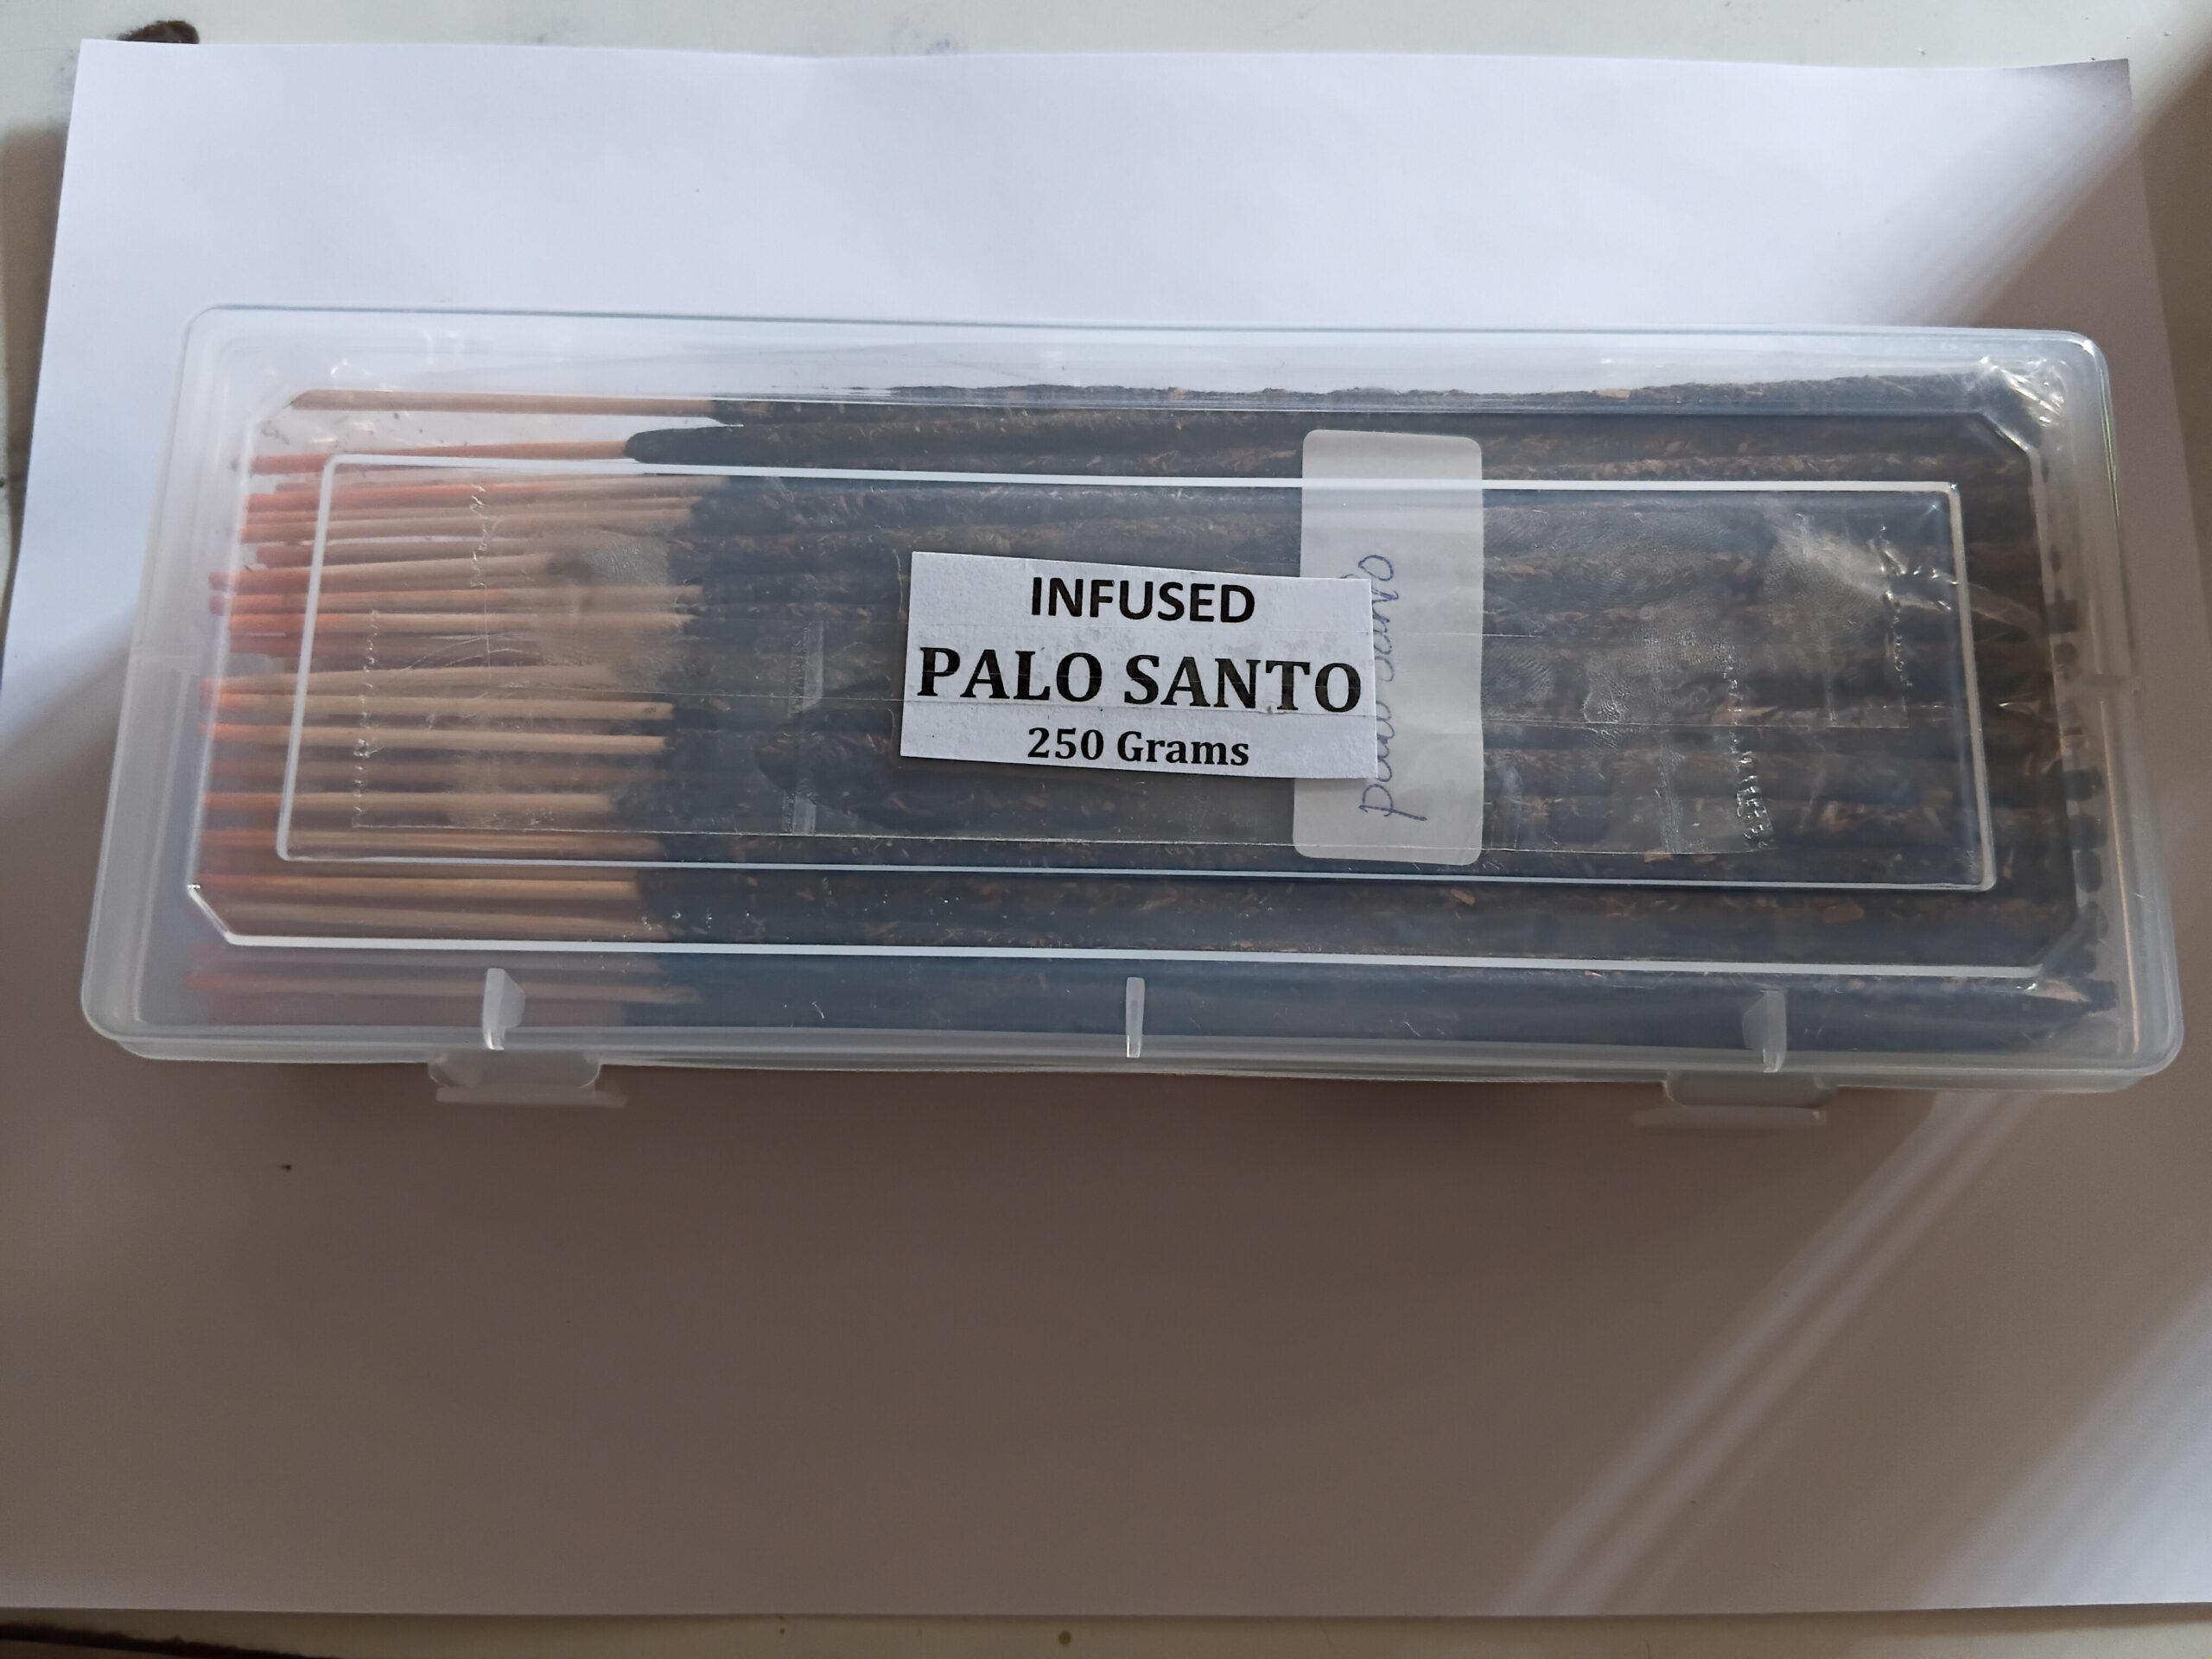 INFUSED
PALO SANTO
250 Grams
palo santo